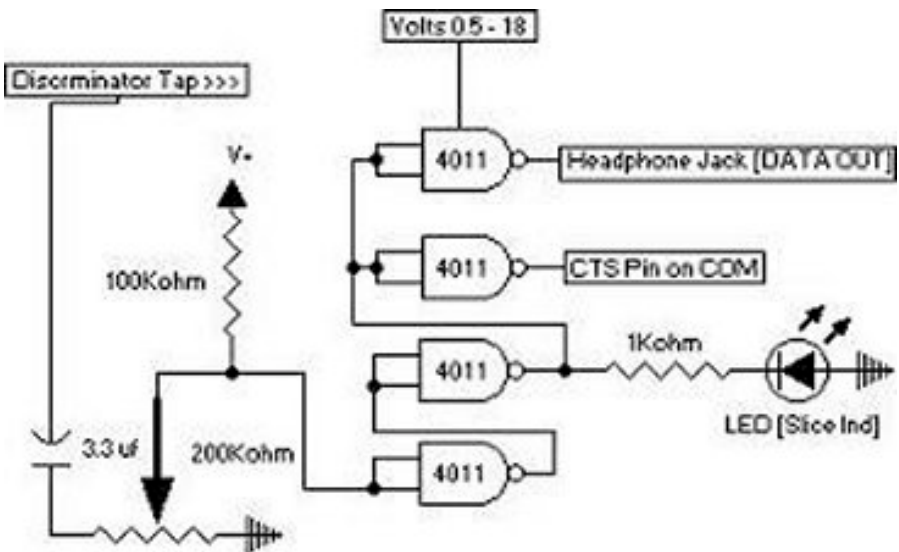 Volts 0.5 - 18
Discrminator Tap >>>
4011
Headphone Jack [DATA OUT]
V+
100Kohm
4011
CTS Pin on COM
4011
1Kohm
LED [Slice Ind]
3.3 uf
200Kohm
4011